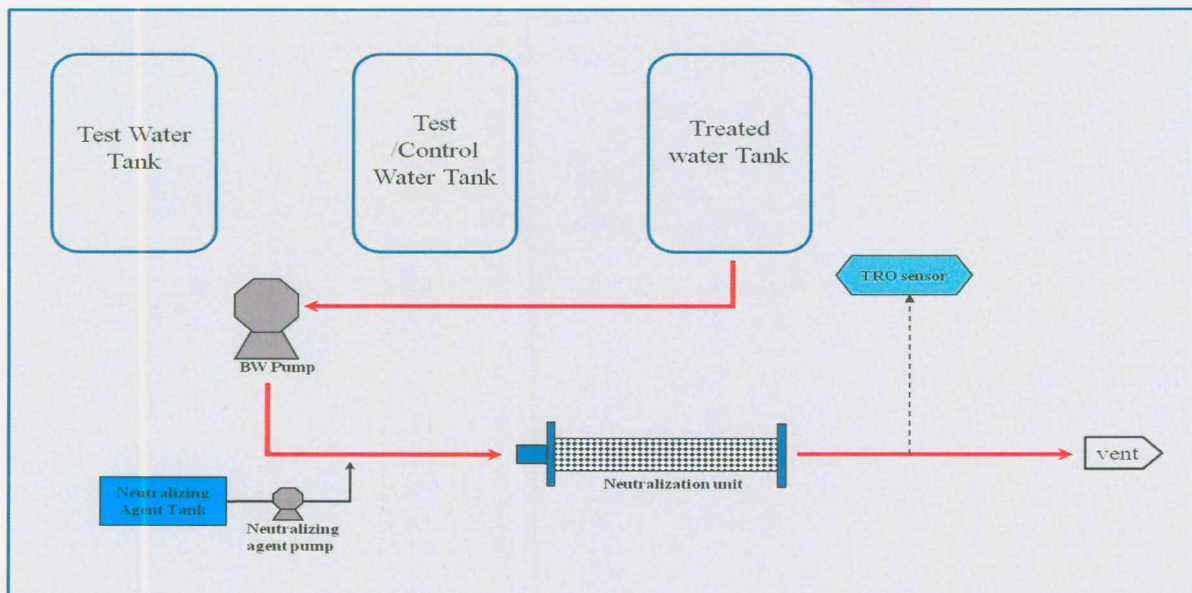 Test Water
Tank
Test
/Control
Water Tank
Treated
water Tank
TRO sensor
BW Pump
vent
Neutralization unit
Neutralizing
Agent Tank
Neutralizing
agent pump